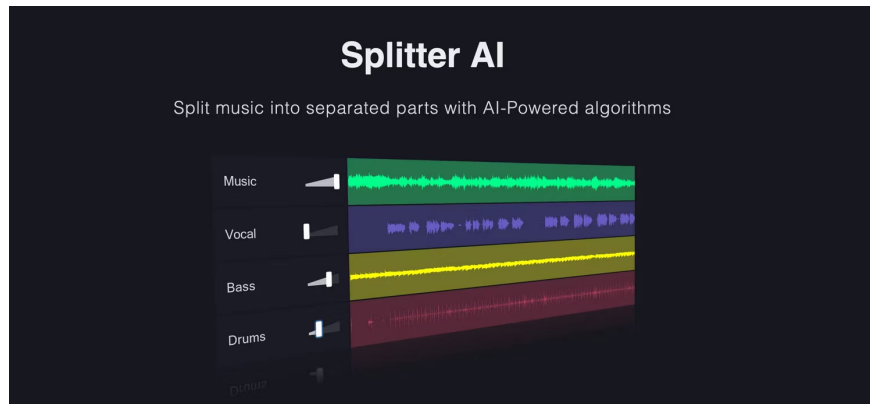 Splitter AI
Split music into separated parts with AI-Powered algorithms
Music
Vocal
Bass
Drums